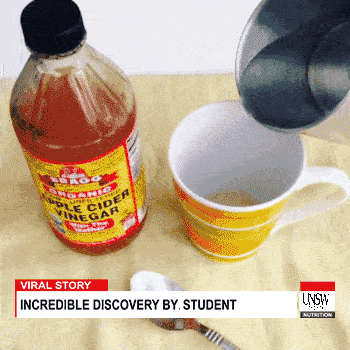 BRAGG
ORGANIC
APPLE CIDER
VINEGAR
VIRAL STORY
INCREDIBLE DISCOVERY BY. STUDENT
UNSW
NUTRITION